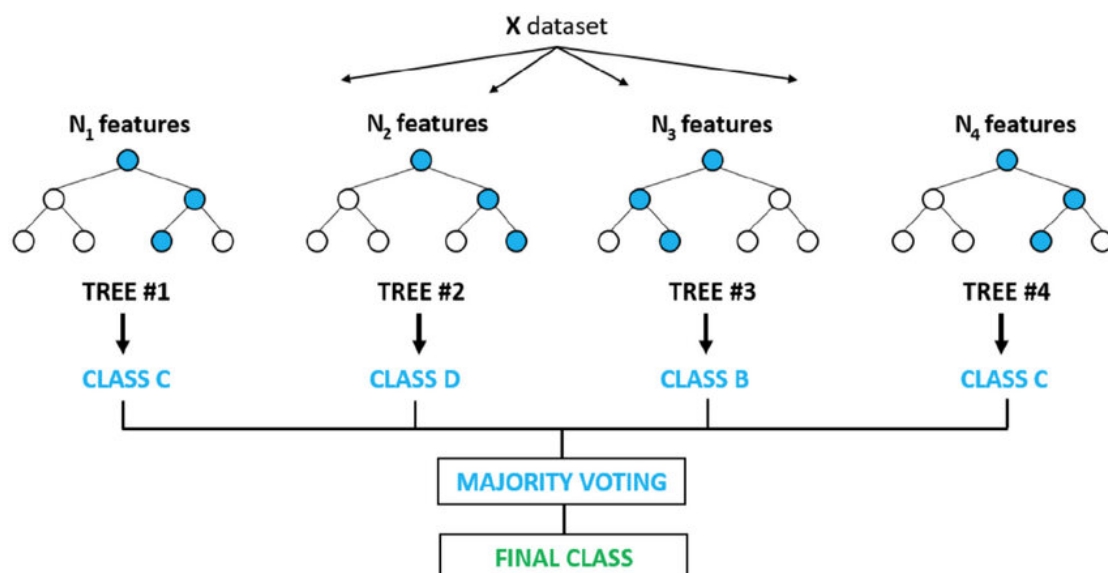 X dataset
N₁ features
N₂ features
N₃ features
N₄ features
TREE #1
TREE #2
TREE #3
TREE #4
CLASS C
CLASS D
CLASS B
CLASS C
MAJORITY VOTING
FINAL CLASS